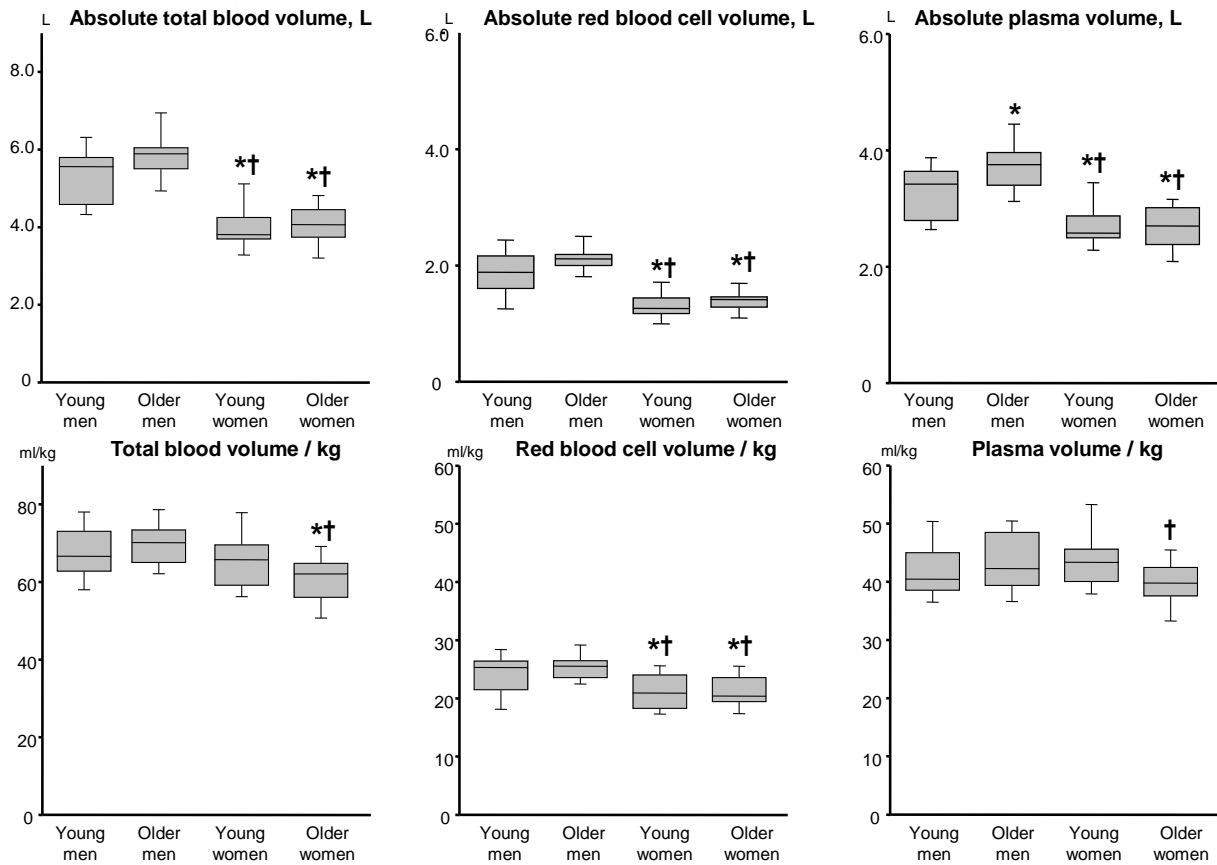 L Absolute total blood volume, L
8.0
6.0
4.0
2.0
0
*†
*†
Young men
Older men
Young women
Older women
L Absolute red blood cell volume, L
6.0
4.0
2.0
0
*†
*†
Young men
Older men
Young women
Older women
L Absolute plasma volume, L
6.0
4.0
2.0
0
*
*†
*†
Young men
Older men
Young women
Older women
ml/kg Total blood volume / kg
80
60
40
20
0
*†
Young men
Older men
Young women
Older women
ml/kg Red blood cell volume / kg
60
50
40
30
20
10
0
*†
*†
Young men
Older men
Young women
Older women
ml/kg Plasma volume / kg
60
50
40
30
20
10
0
†
Young men
Older men
Young women
Older women